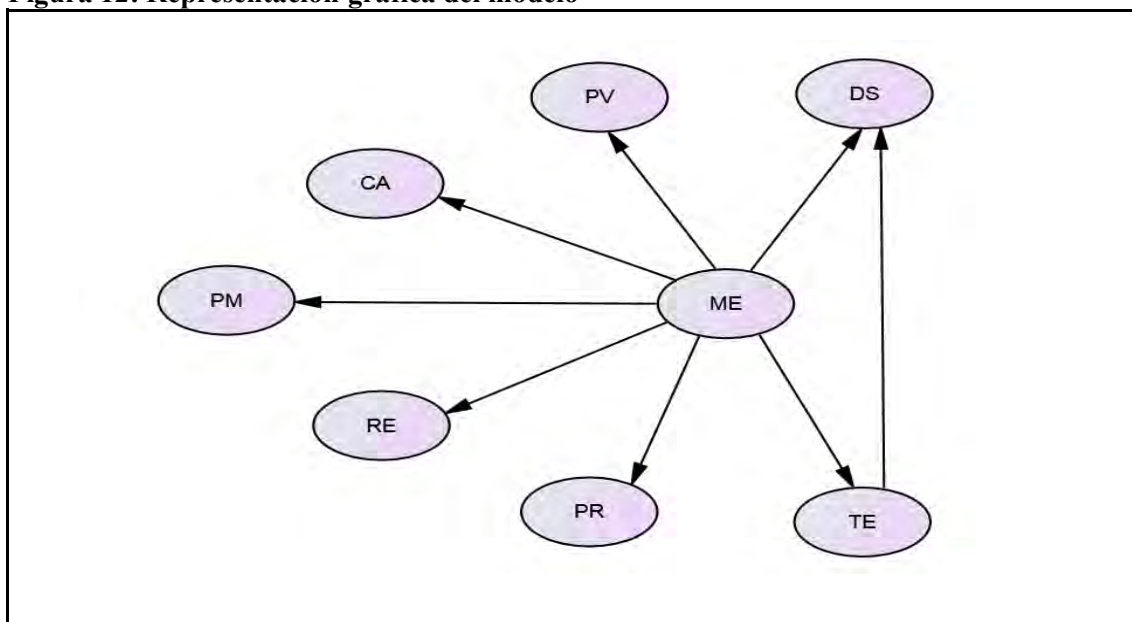 Figura 12: Representación gráfica del modelo
PV
DS
CA
PM
ME
RE
PR
TE